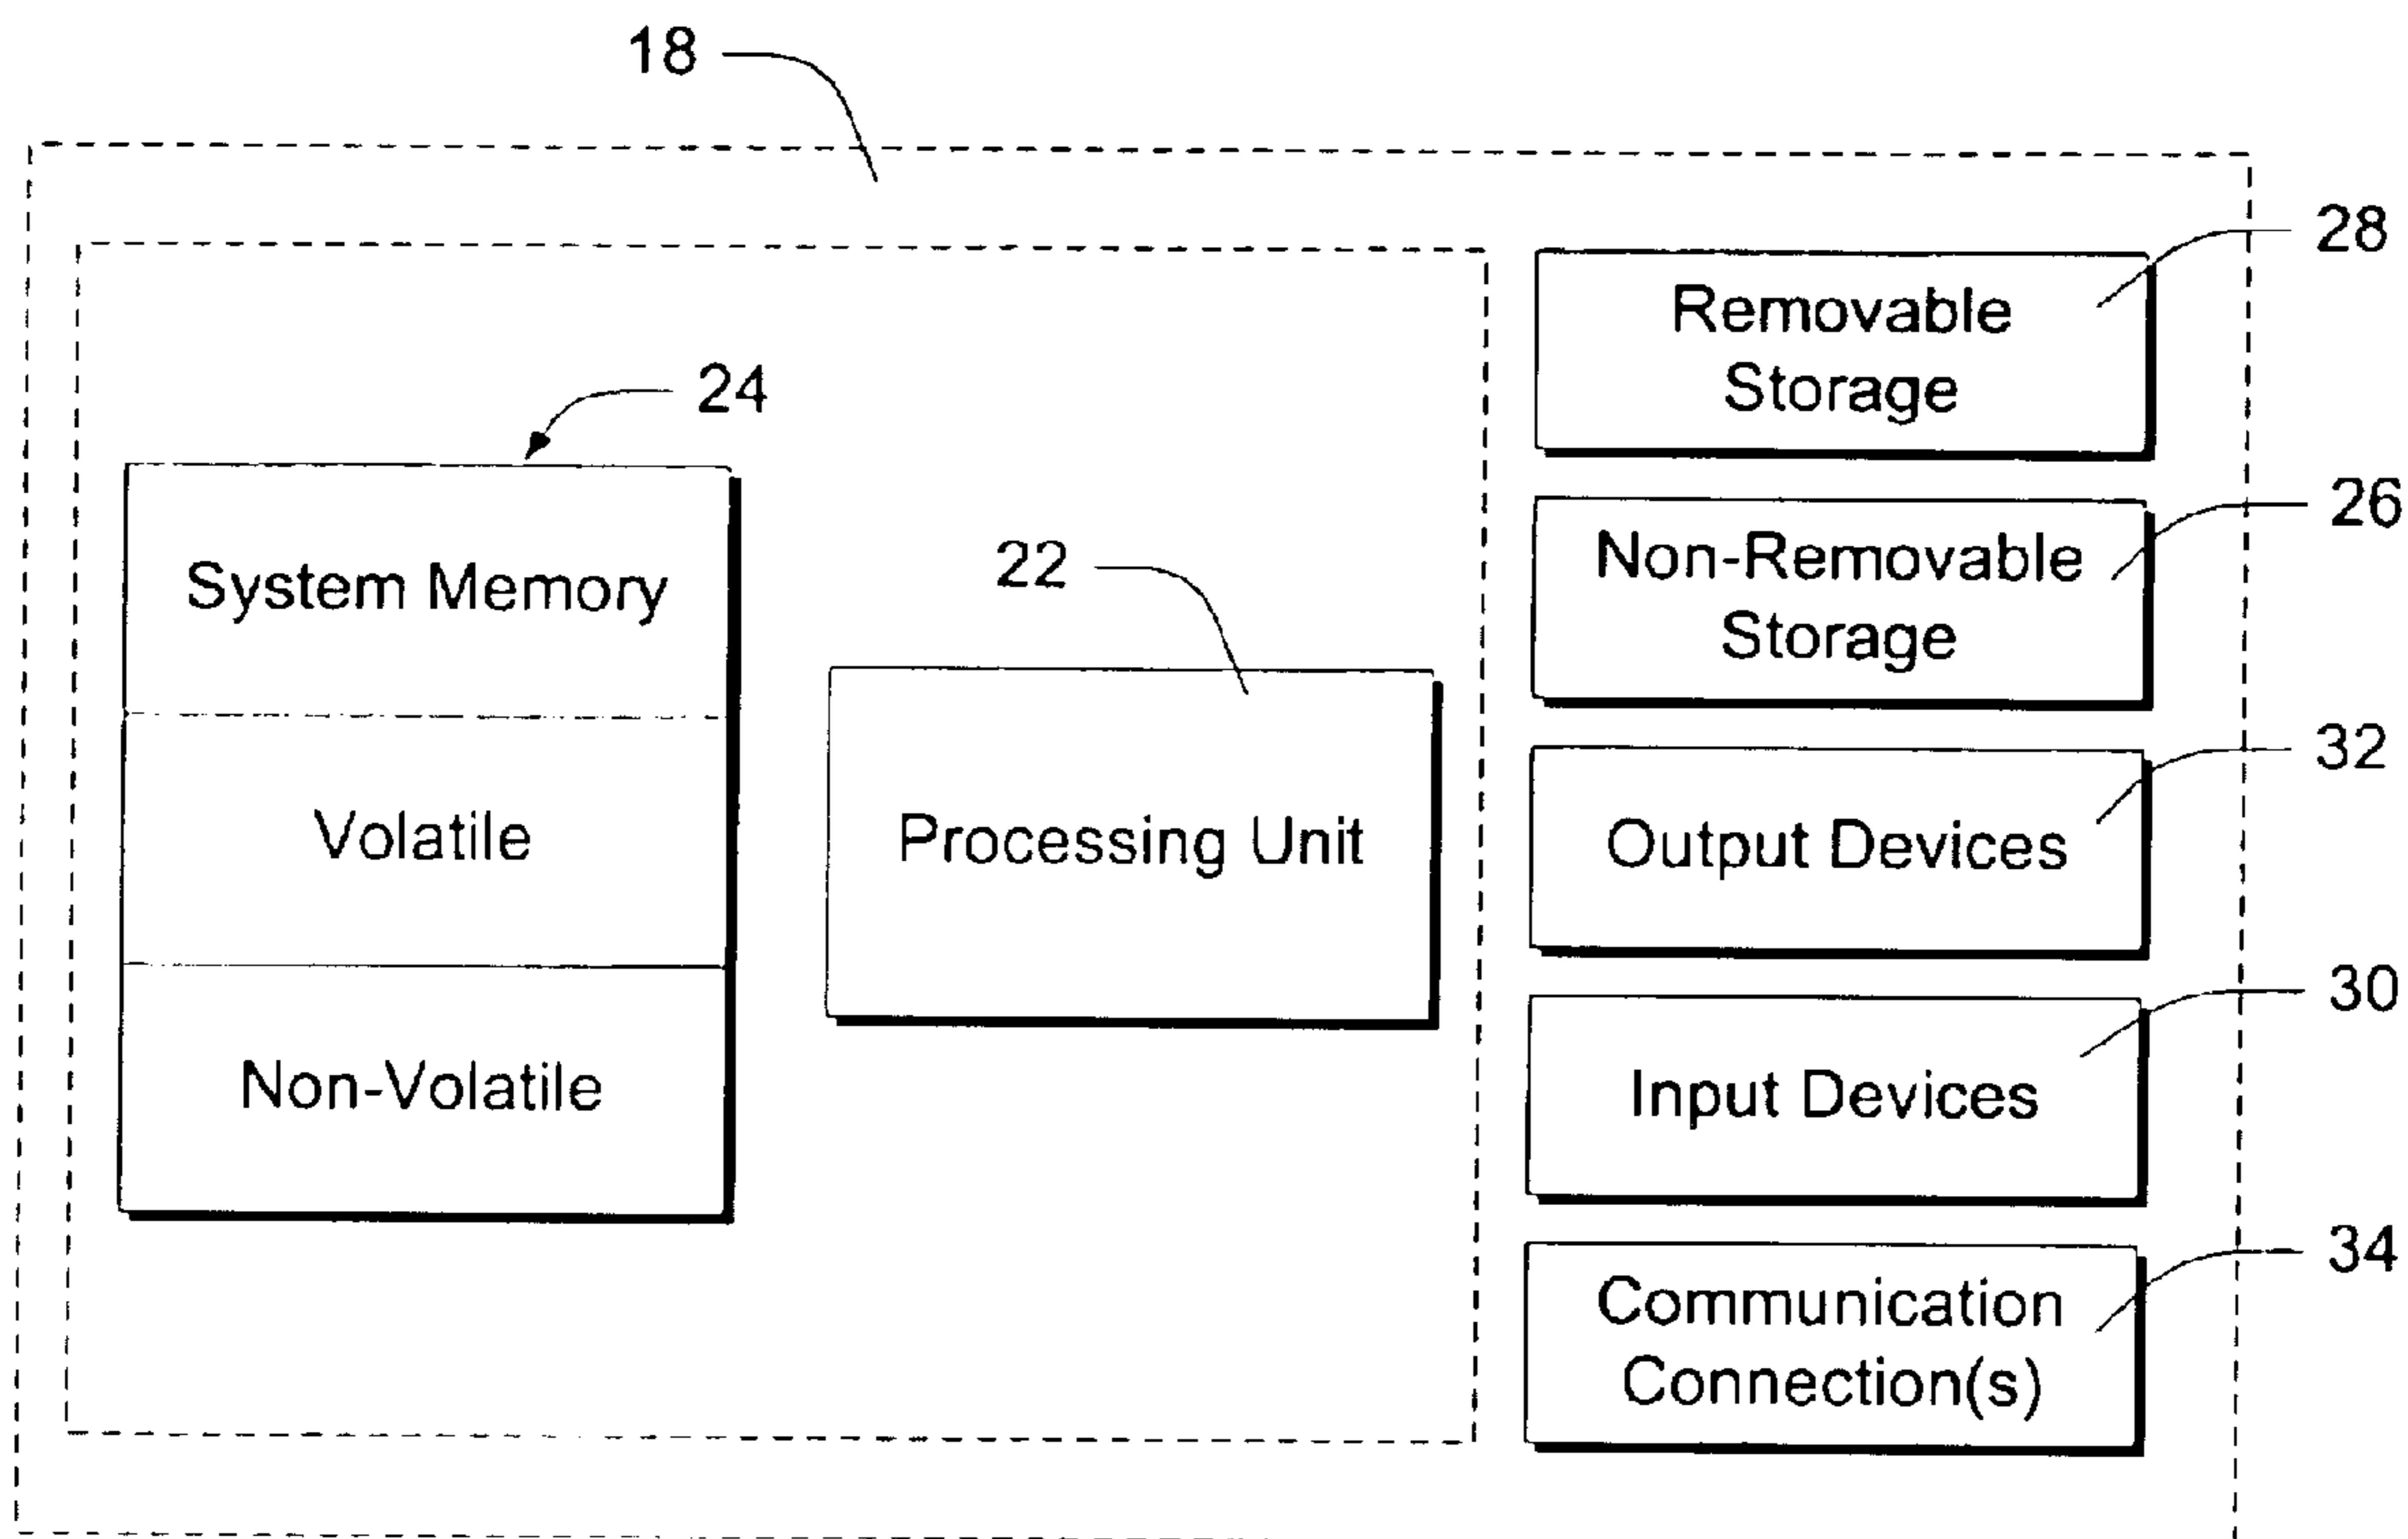 18
28
Removable
Storage
24
26
Non-Removable
Storage
System Memory
22
32
Volatile
Processing Unit
Output Devices
30
Non-Volatile
Input Devices
34
Communication
Connection(s)